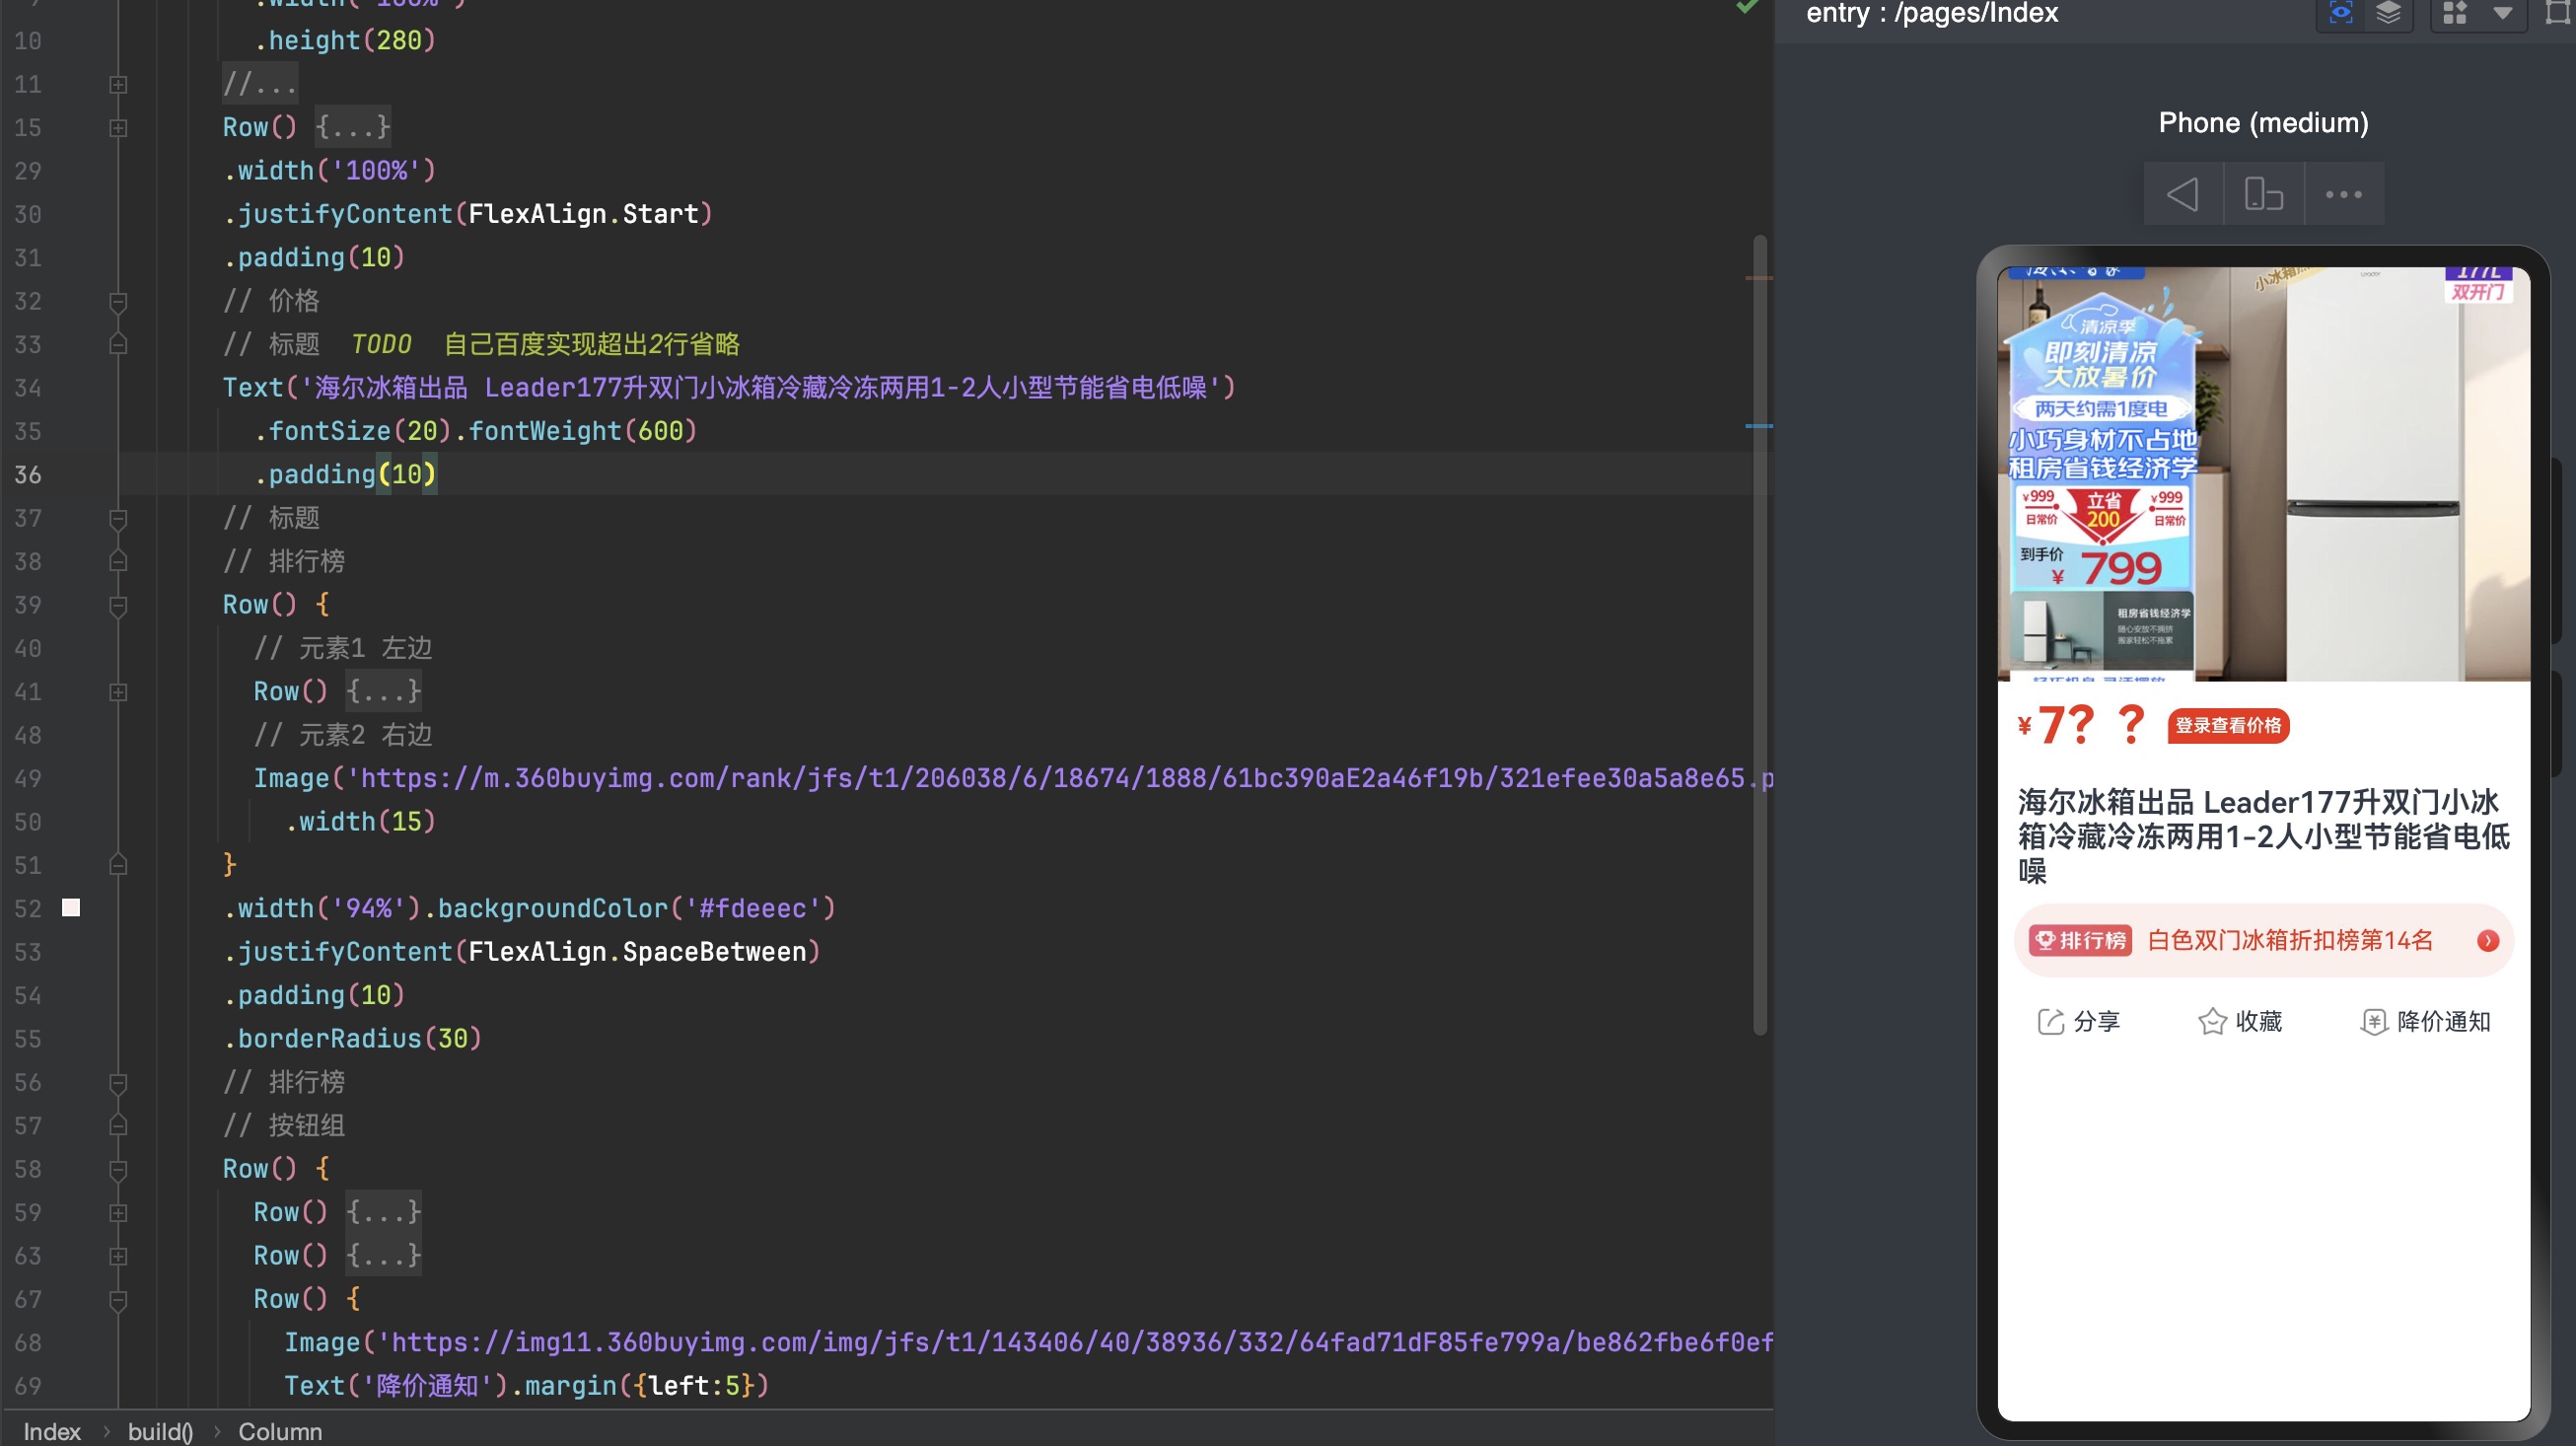 10 .height(280)
11 //...
15 Row() {...}
29 .width('100%')
30 .justifyContent(FlexAlign.Start)
31 .padding(10)
32 // 价格
33 // 标题 TODO 自己百度实现超出2行省略
34 Text('海尔冰箱出品 Leader177升双门小冰箱冷藏冷冻两用1-2人小型节能省电低噪')
35 .fontSize(20).fontWeight(600)
36 .padding(10)
37 // 标题
38 // 排行榜
39 Row() {
40 // 元素1 左边
41 Row() {...}
48 // 元素2 右边
49 Image('https://m.360buyimg.com/rank/jfs/t1/206038/6/18674/1888/61bc390aE2a46f19b/321efee30a5a8e65.p
50 .width(15)
51 }
52 .width('94%').backgroundColor('#fdeeec')
53 .justifyContent(FlexAlign.SpaceBetween)
54 .padding(10)
55 .borderRadius(30)
56 // 排行榜
57 // 按钮组
58 Row() {
59 Row() {...}
63 Row() {...}
67 Row() {
68 Image('https://img11.360buyimg.com/img/jfs/t1/143406/40/38936/332/64fad71dF85fe799a/be862fbe6f0ef
69 Text('降价通知').margin({left:5})
Index › build() › Column
entry : /pages/Index
Phone (medium)
177L
双开门
清凉季
即刻清凉
大放暑价
两天约需1度电
小巧身材不占地
租房省钱经济学
¥999 立省 ¥999
日常价 200 日常价
到手价
¥ 799
租房省钱经济学
随心安放不拥挤
搬家轻松不拖累
¥ 7？？ 登录查看价格
海尔冰箱出品 Leader177升双门小冰
箱冷藏冷冻两用1-2人小型节能省电低
噪
排行榜 白色双门冰箱折扣榜第14名
分享 收藏 降价通知